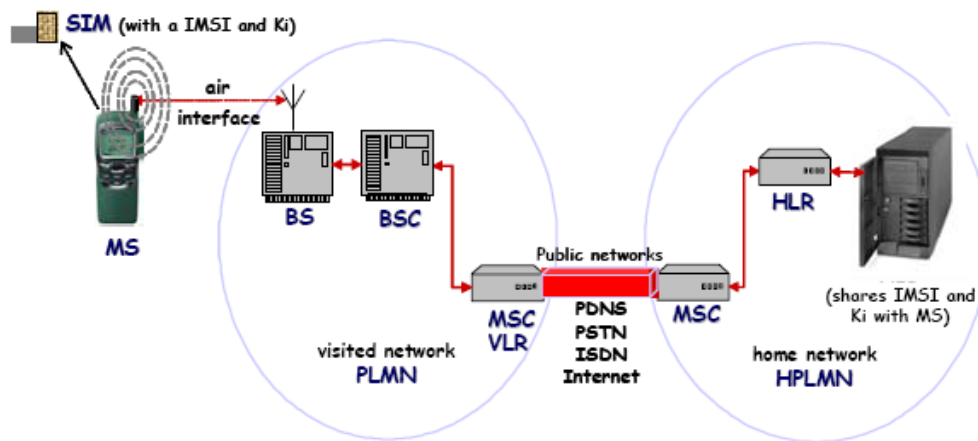 SIM (with a IMSI and Ki)
air
interface
MS
BS
BSC
HLR
Public networks
MSC
VLR
PDNS
PSTN
ISDN
Internet
MSC
(shares IMSI and
Ki with MS)
visited network
PLMN
home network
HPLMN